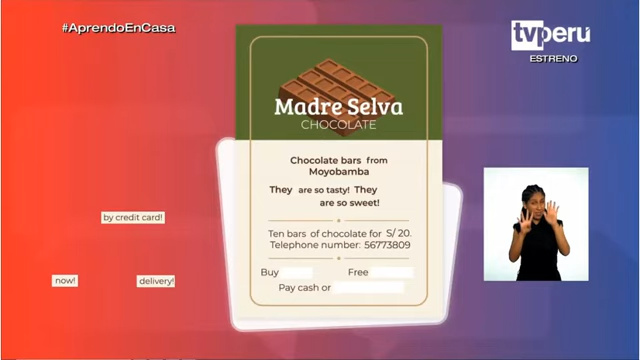 #AprendoEnCasa
tvperu
ESTRENO
Madre Selva
CHOCOLATE
Chocolate bars from
Moyobamba
They are so tasty! They
are so sweet!
Ten bars of chocolate for S/ 20.
Telephone number: 56773809
Buy
Free
Pay cash or
by credit card!
now!
delivery!